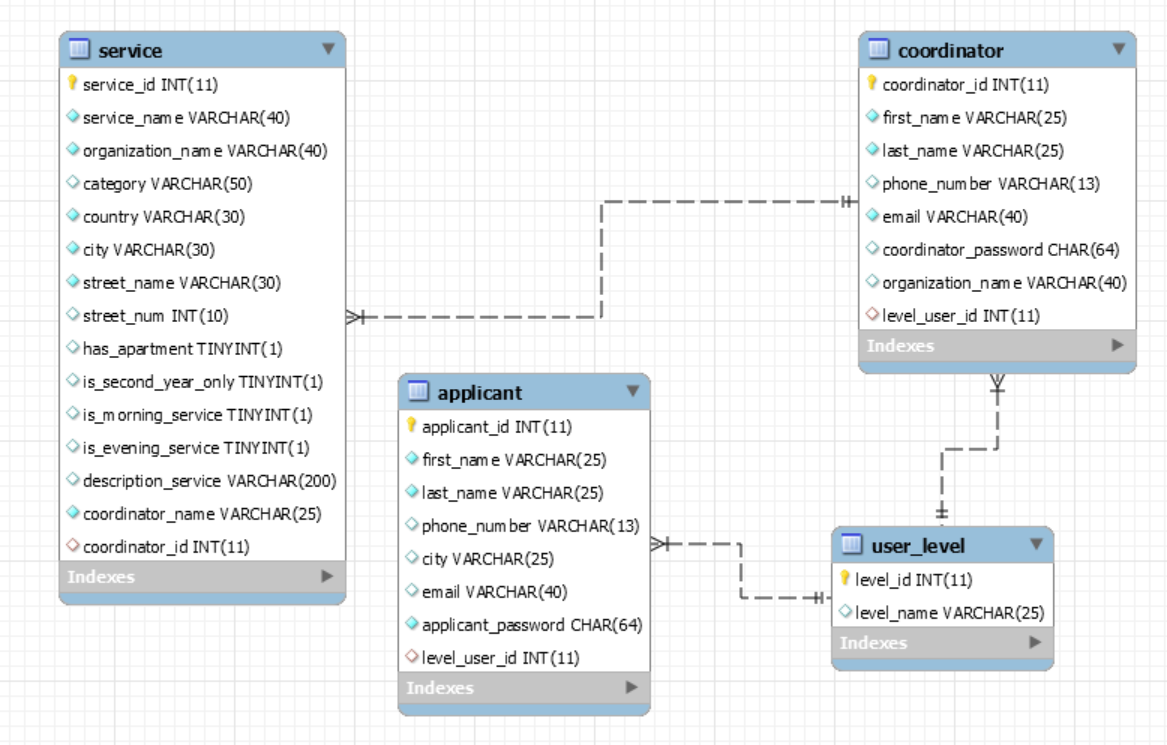 service
service_id INT(11)
service_name VARCHAR(40)
organization_name VARCHAR(40)
category VARCHAR(50)
country VARCHAR(30)
city VARCHAR(30)
street_name VARCHAR(30)
street_num INT(10)
has_apartment TINYINT(1)
is_second_year_only TINYINT(1)
is_morning_service TINYINT(1)
is_evening_service TINYINT(1)
description_service VARCHAR(200)
coordinator_name VARCHAR(25)
coordinator_id INT(11)
Indexes
coordinator
coordinator_id INT(11)
first_name VARCHAR(25)
last_name VARCHAR(25)
phone_number VARCHAR(13)
email VARCHAR(40)
coordinator_password CHAR(64)
organization_name VARCHAR(40)
level_user_id INT(11)
Indexes
applicant
applicant_id INT(11)
first_name VARCHAR(25)
last_name VARCHAR(25)
phone_number VARCHAR(13)
city VARCHAR(25)
email VARCHAR(40)
applicant_password CHAR(64)
level_user_id INT(11)
Indexes
user_level
level_id INT(11)
level_name VARCHAR(25)
Indexes